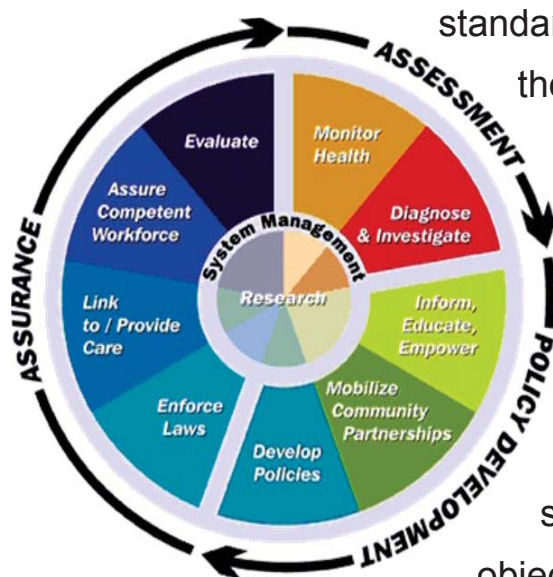 standar
the
ASSESSMENT
POLICY DEVELOPMENT
ASSURANCE
Evaluate
Monitor
Health
Diagnose
& Investigate
Inform,
Educate,
Empower
Mobilize
Community
Partnerships
Develop
Policies
Enforce
Laws
Link
to / Provide
Care
Assure
Competent
Workforce
System Management
Research
s
objec